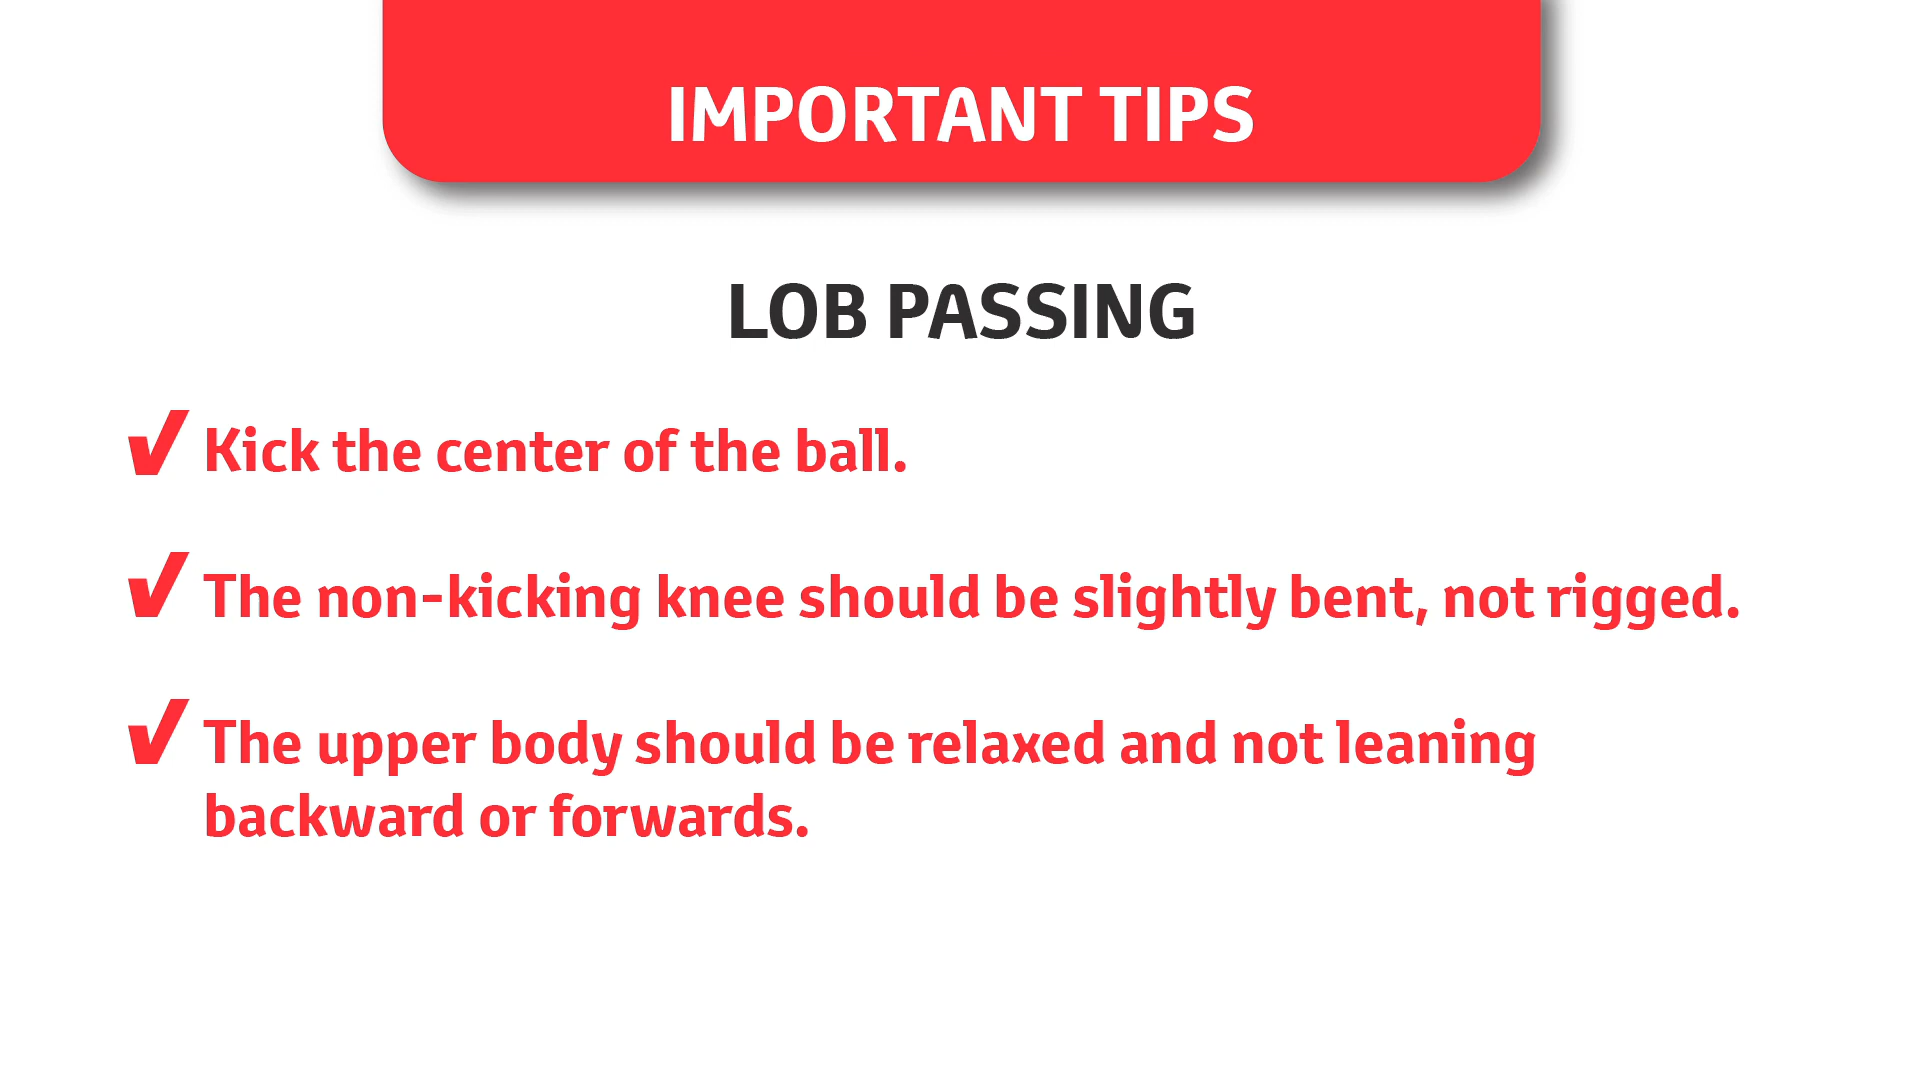 IMPORTANT TIPS
LOB PASSING
✔ Kick the center of the ball.
✔ The non-kicking knee should be slightly bent, not rigged.
✔ The upper body should be relaxed and not leaning
backward or forwards.